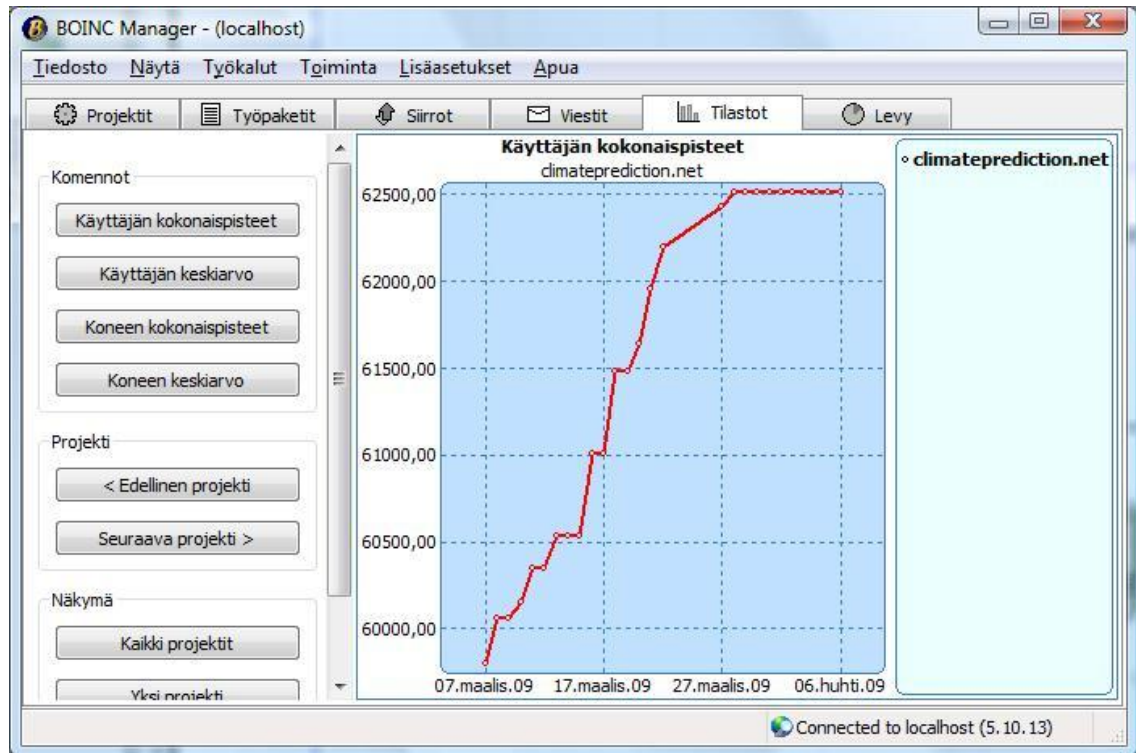 BOINC Manager - (localhost)
Tiedosto Näytä Työkalut Toiminta Lisäasetukset Apua
Projektit Työpaketit Siirrot Viestit Tilastot Levy
Komennot
Käyttäjän kokonaispisteet
Käyttäjän keskiarvo
Koneen kokonaispisteet
Koneen keskiarvo
Projekti
< Edellinen projekti
Seuraava projekti >
Näkymä
Kaikki projektit
Yksi projekti
Käyttäjän kokonaispisteet
climateprediction.net
62500,00
62000,00
61500,00
61000,00
60500,00
60000,00
07.maalis.09 17.maalis.09 27.maalis.09 06.huhti.09
climateprediction.net
Connected to localhost (5.10.13)